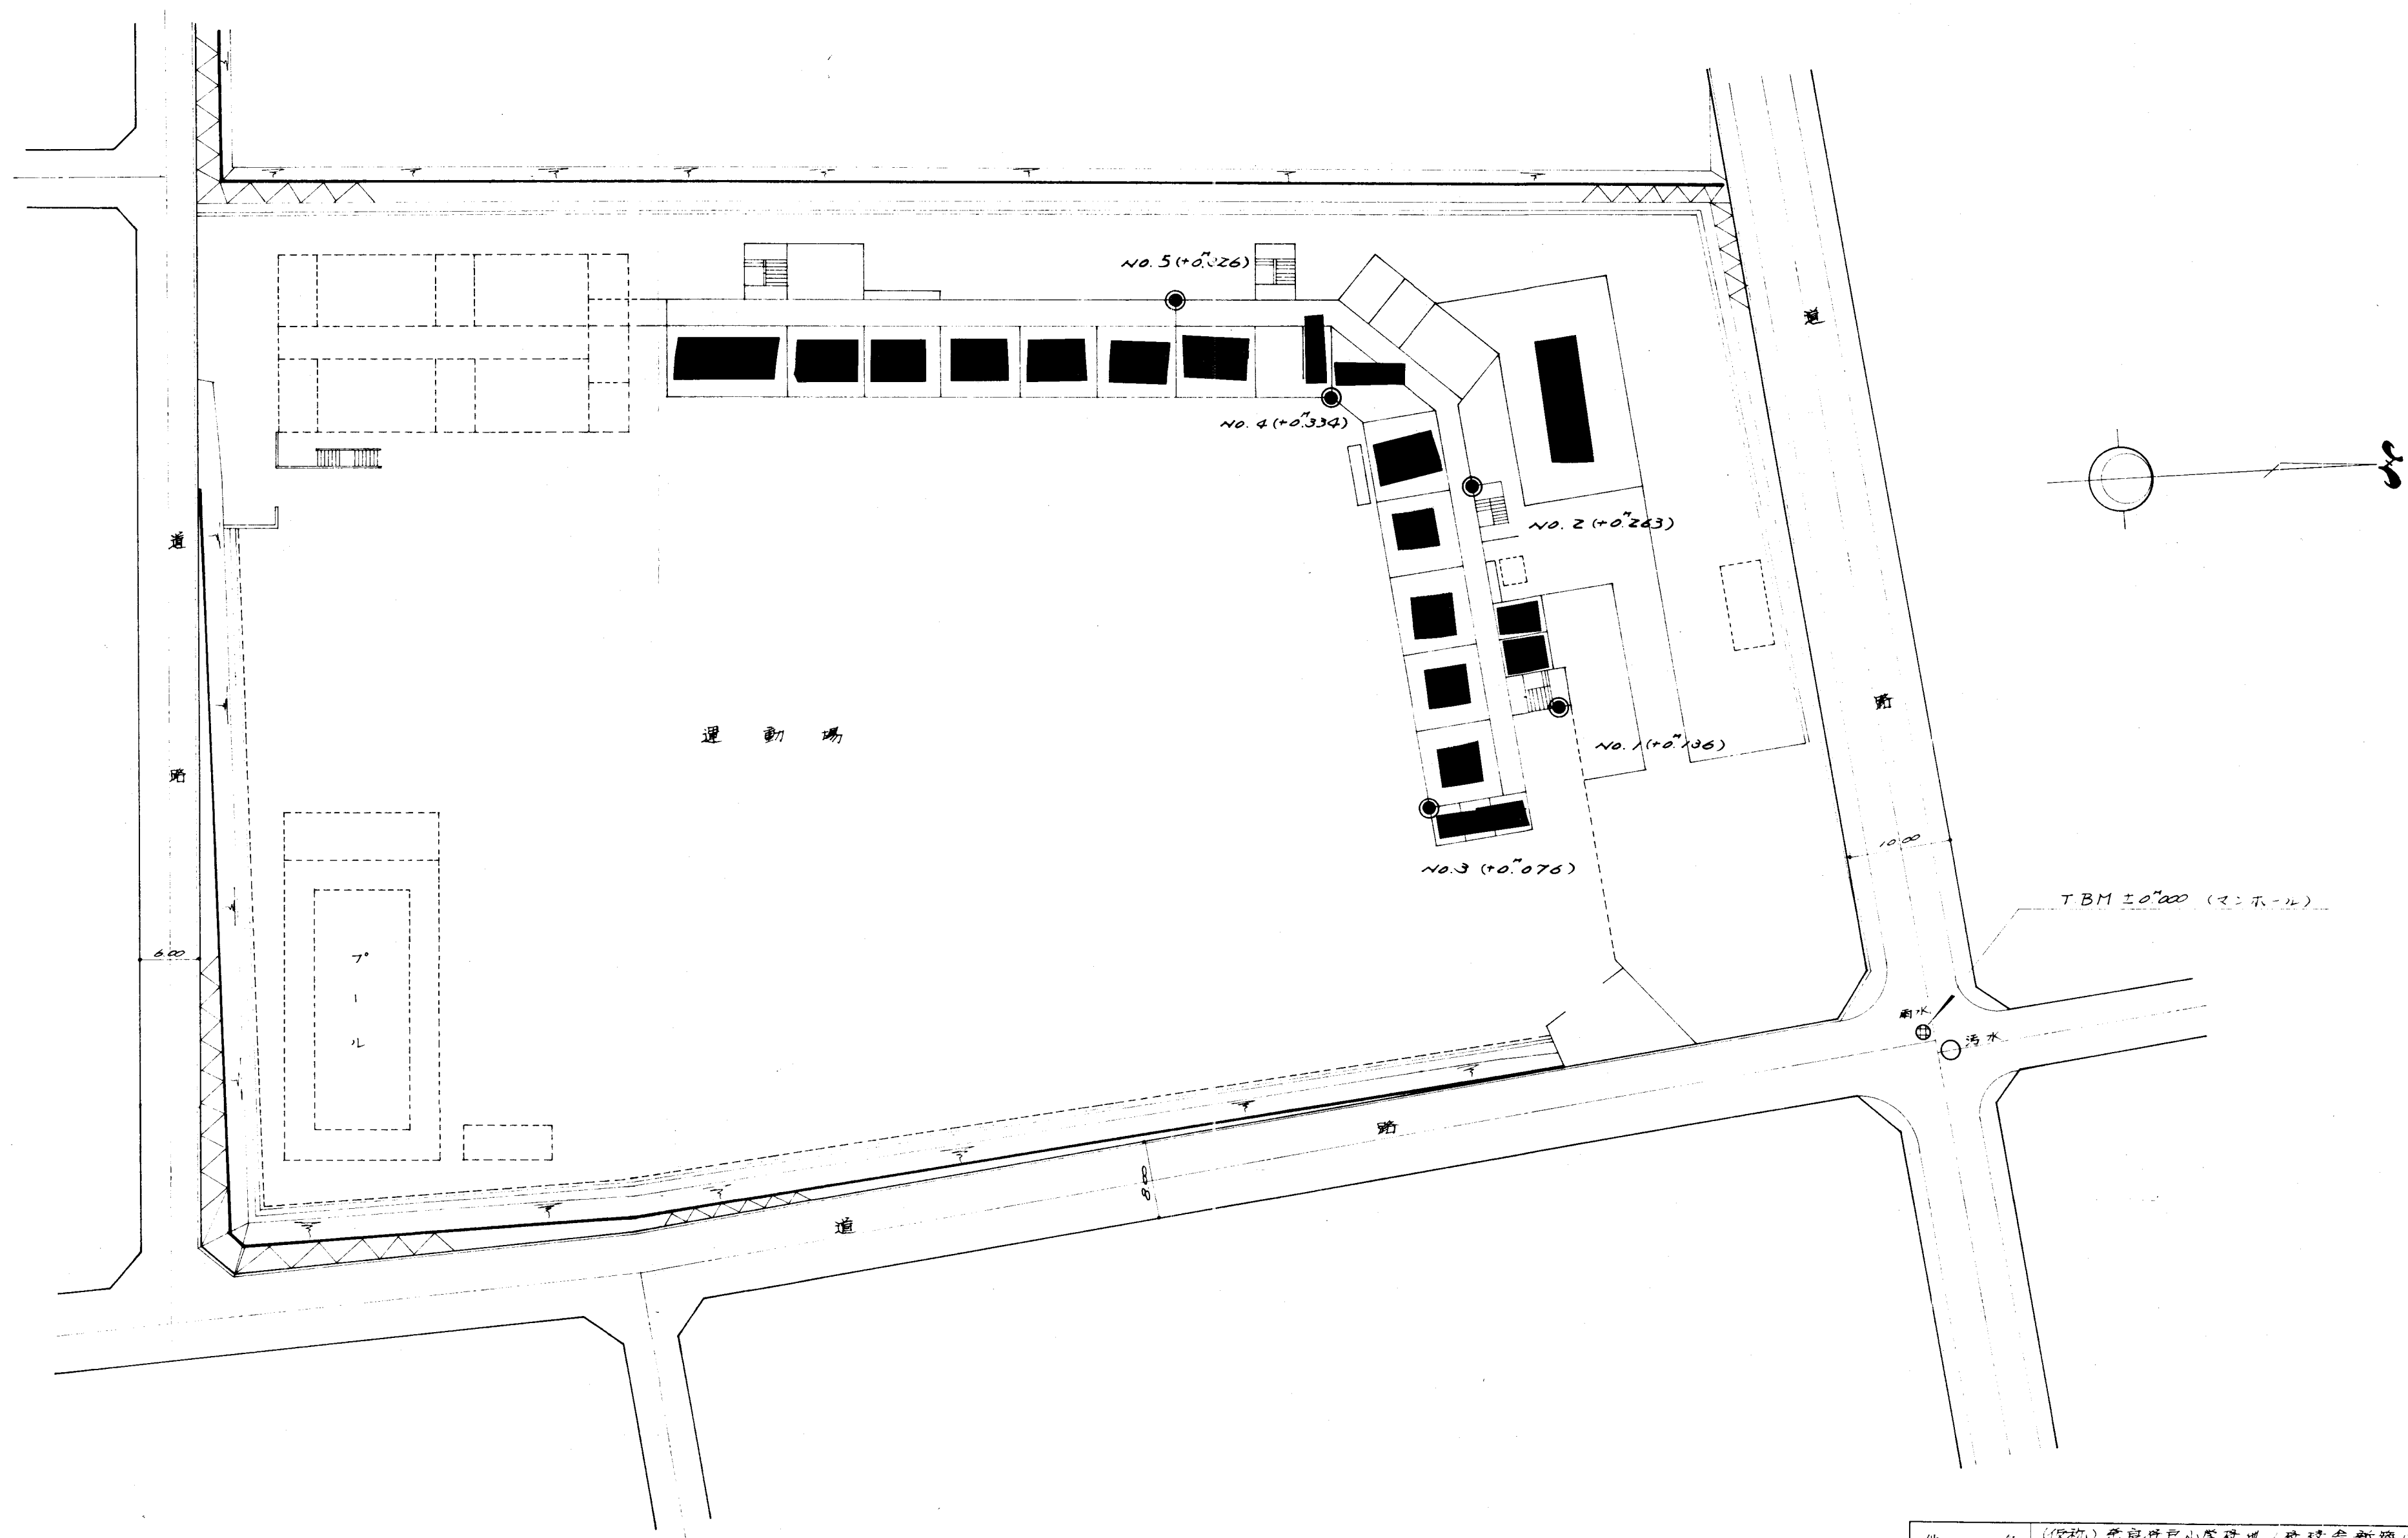 NO. 5 (+0.326)
道
NO. 4 (+0.334)
NO. 2 (+0.263)
道
路
運動場
NO. 1 (+0.136)
路
10.00
NO. 3 (+0.076)
TBM ±0.000 (マンホール)
6.00
プール
雨水
汚水
路
8.00
道